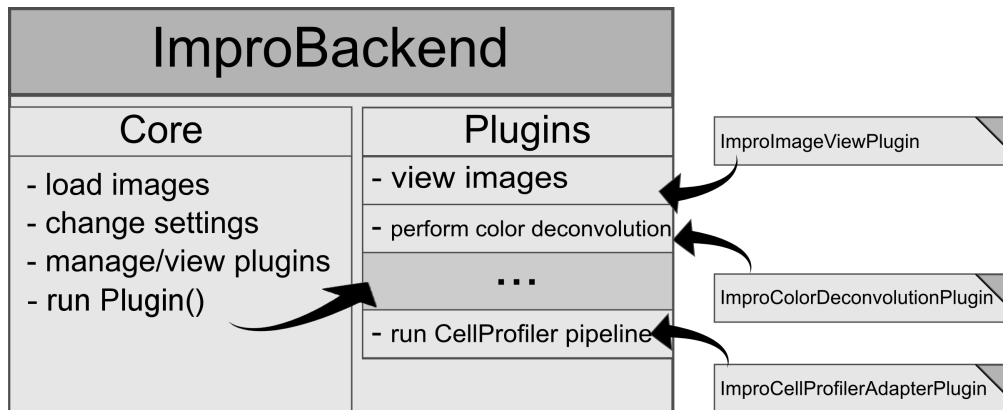 ImproBackend
Core
- load images
- change settings
- manage/view plugins
- run Plugin()
Plugins
- view images
- perform color deconvolution
...
- run CellProfiler pipeline
ImproImageViewPlugin
ImproColorDeconvolutionPlugin
ImproCellProfilerAdapterPlugin